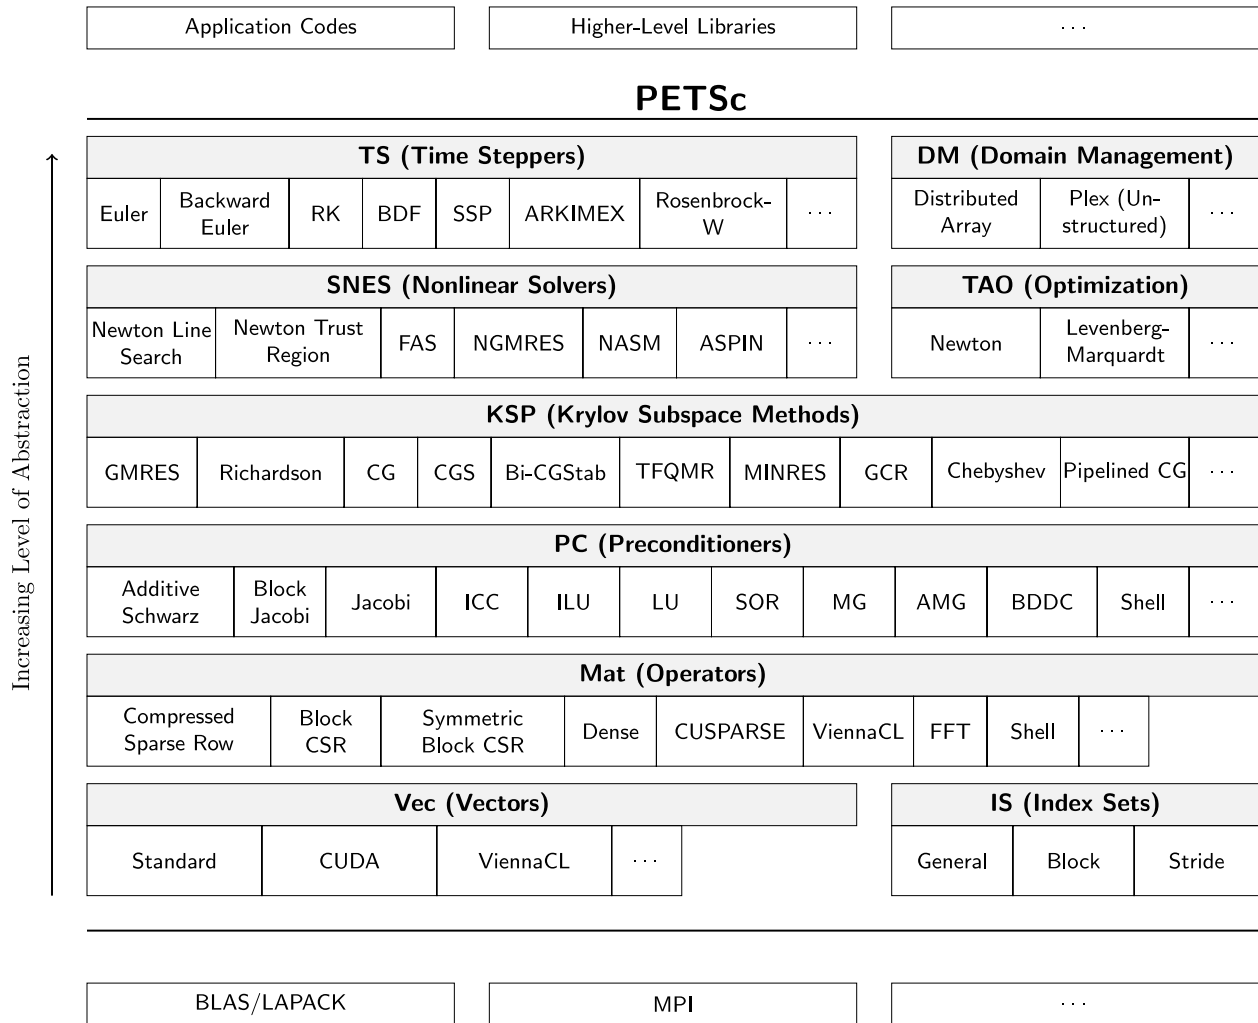 Application Codes
Higher-Level Libraries
···
PETSc
Increasing Level of Abstraction
TS (Time Steppers)
Euler
Backward
Euler
RK
BDF
SSP
ARKIMEX
Rosenbrock-
W
···
DM (Domain Management)
Distributed
Array
Plex (Un-
structured)
···
SNES (Nonlinear Solvers)
Newton Line
Search
Newton Trust
Region
FAS
NGMRES
NASM
ASPIN
···
TAO (Optimization)
Newton
Levenberg-
Marquardt
···
KSP (Krylov Subspace Methods)
GMRES
Richardson
CG
CGS
Bi-CGStab
TFQMR
MINRES
GCR
Chebyshev
Pipelined CG
···
PC (Preconditioners)
Additive
Schwarz
Block
Jacobi
Jacobi
ICC
ILU
LU
SOR
MG
AMG
BDDC
Shell
···
Mat (Operators)
Compressed
Sparse Row
Block
CSR
Symmetric
Block CSR
Dense
CUSPARSE
ViennaCL
FFT
Shell
···
Vec (Vectors)
Standard
CUDA
ViennaCL
···
IS (Index Sets)
General
Block
Stride
BLAS/LAPACK
MPI
···